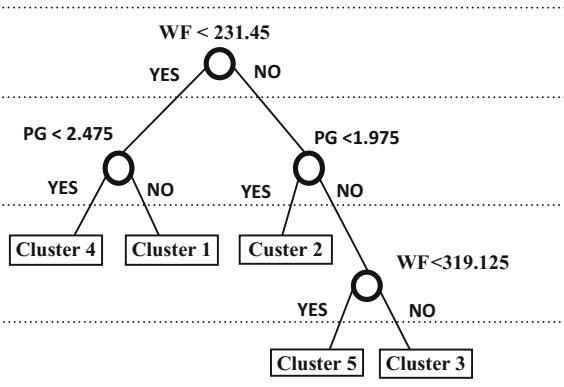 WF < 231.45
YES
NO
PG < 2.475
PG <1.975
YES
NO
YES
NO
Cluster 4
Cluster 1
Custer 2
WF<319.125
YES
NO
Cluster 5
Cluster 3